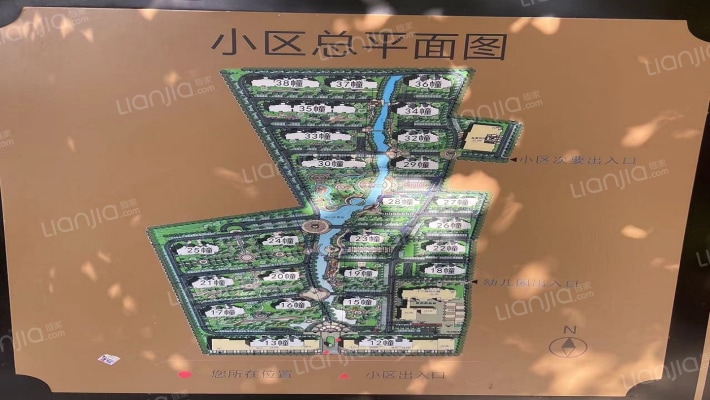 小区总平面图
38幢 37幢 36幢
35幢 34幢
33幢 32幢
小区次要出入口
30幢 29幢
28幢 27幢
26幢
24幢 23幢 22幢
25幢
20幢 19幢 18幢
21幢
幼儿园出入口
17幢 16幢 15幢
13幢 12幢
N
您所在位置 小区出入口
Lianjia.com